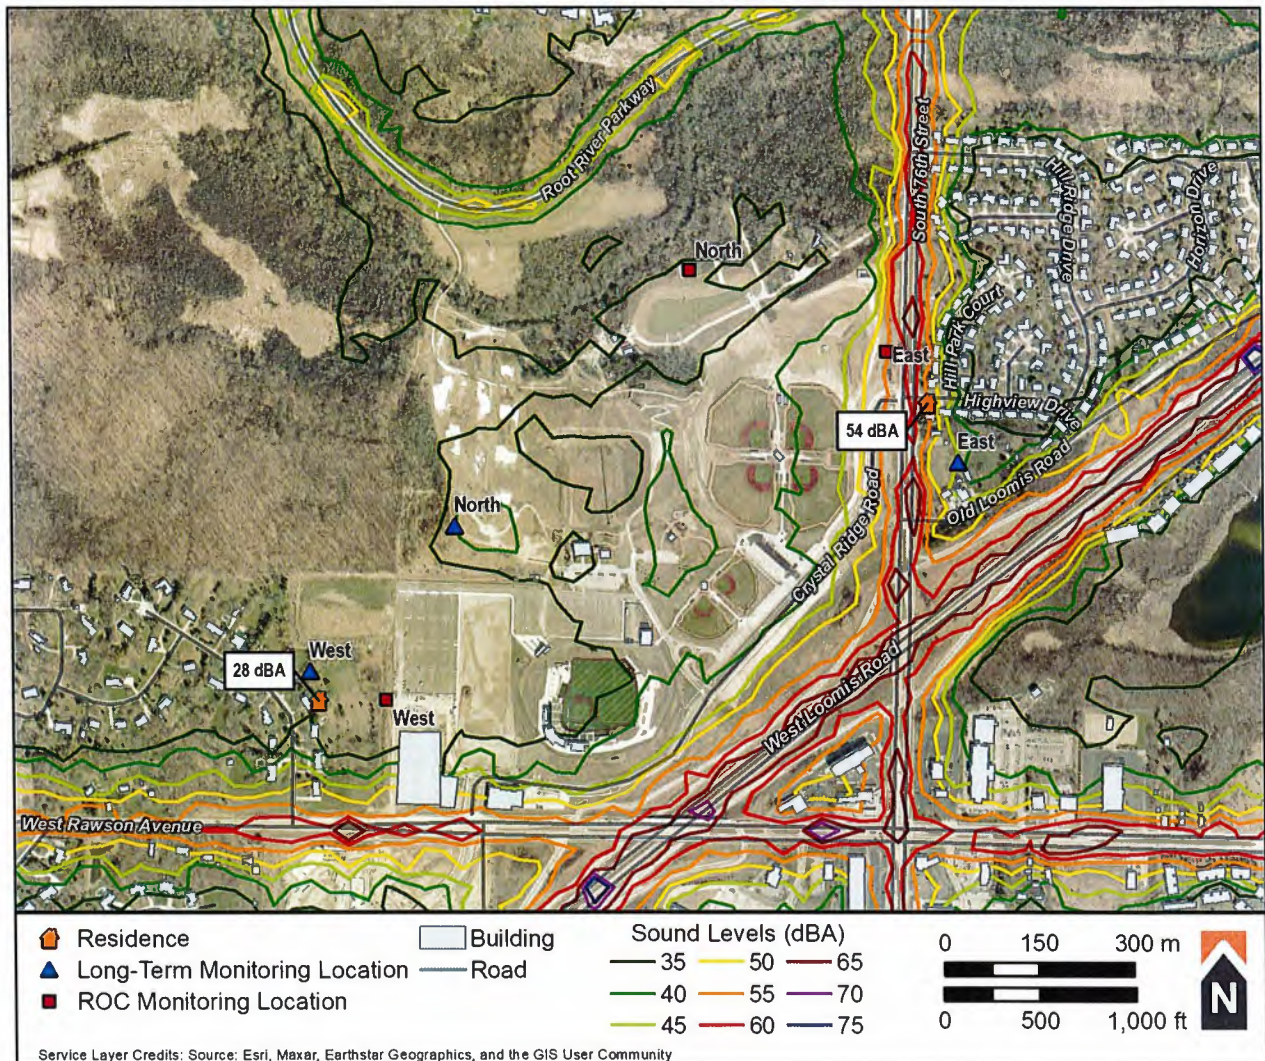 Root River Parkway
South 76th Street
Hill Ridge Drive
Horizon Drive
North
Hill Park Court
East
Highview Drive
54 dBA
East
Old Loomis Road
North
Crystal Ridge Road
West
28 dBA
West
West Loomis Road
West Rawson Avenue
Residence
Long-Term Monitoring Location
ROC Monitoring Location
Building
Road
Sound Levels (dBA)
35 50 65
40 55 70
45 60 75
0 150 300 m
0 500 1,000 ft
N
Service Layer Credits: Source: Esri, Maxar, Earthstar Geographics, and the GIS User Community